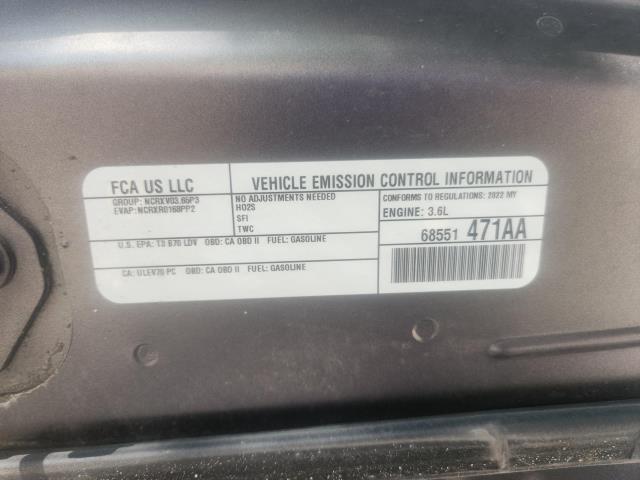 FCA US LLC
VEHICLE EMISSION CONTROL INFORMATION
GROUP: NCRXV03.65P3
EVAP: NCRXR0168PP2
NO ADJUSTMENTS NEEDED
HO2S
SFI
TWC
CONFORMS TO REGULATIONS: 2022 MY
ENGINE: 3.6L
68551 471AA
U.S. EPA: T3 B70 LDV OBD: CA OBD II FUEL: GASOLINE
CA: ULEV70 PC OBD: CA OBD II FUEL: GASOLINE